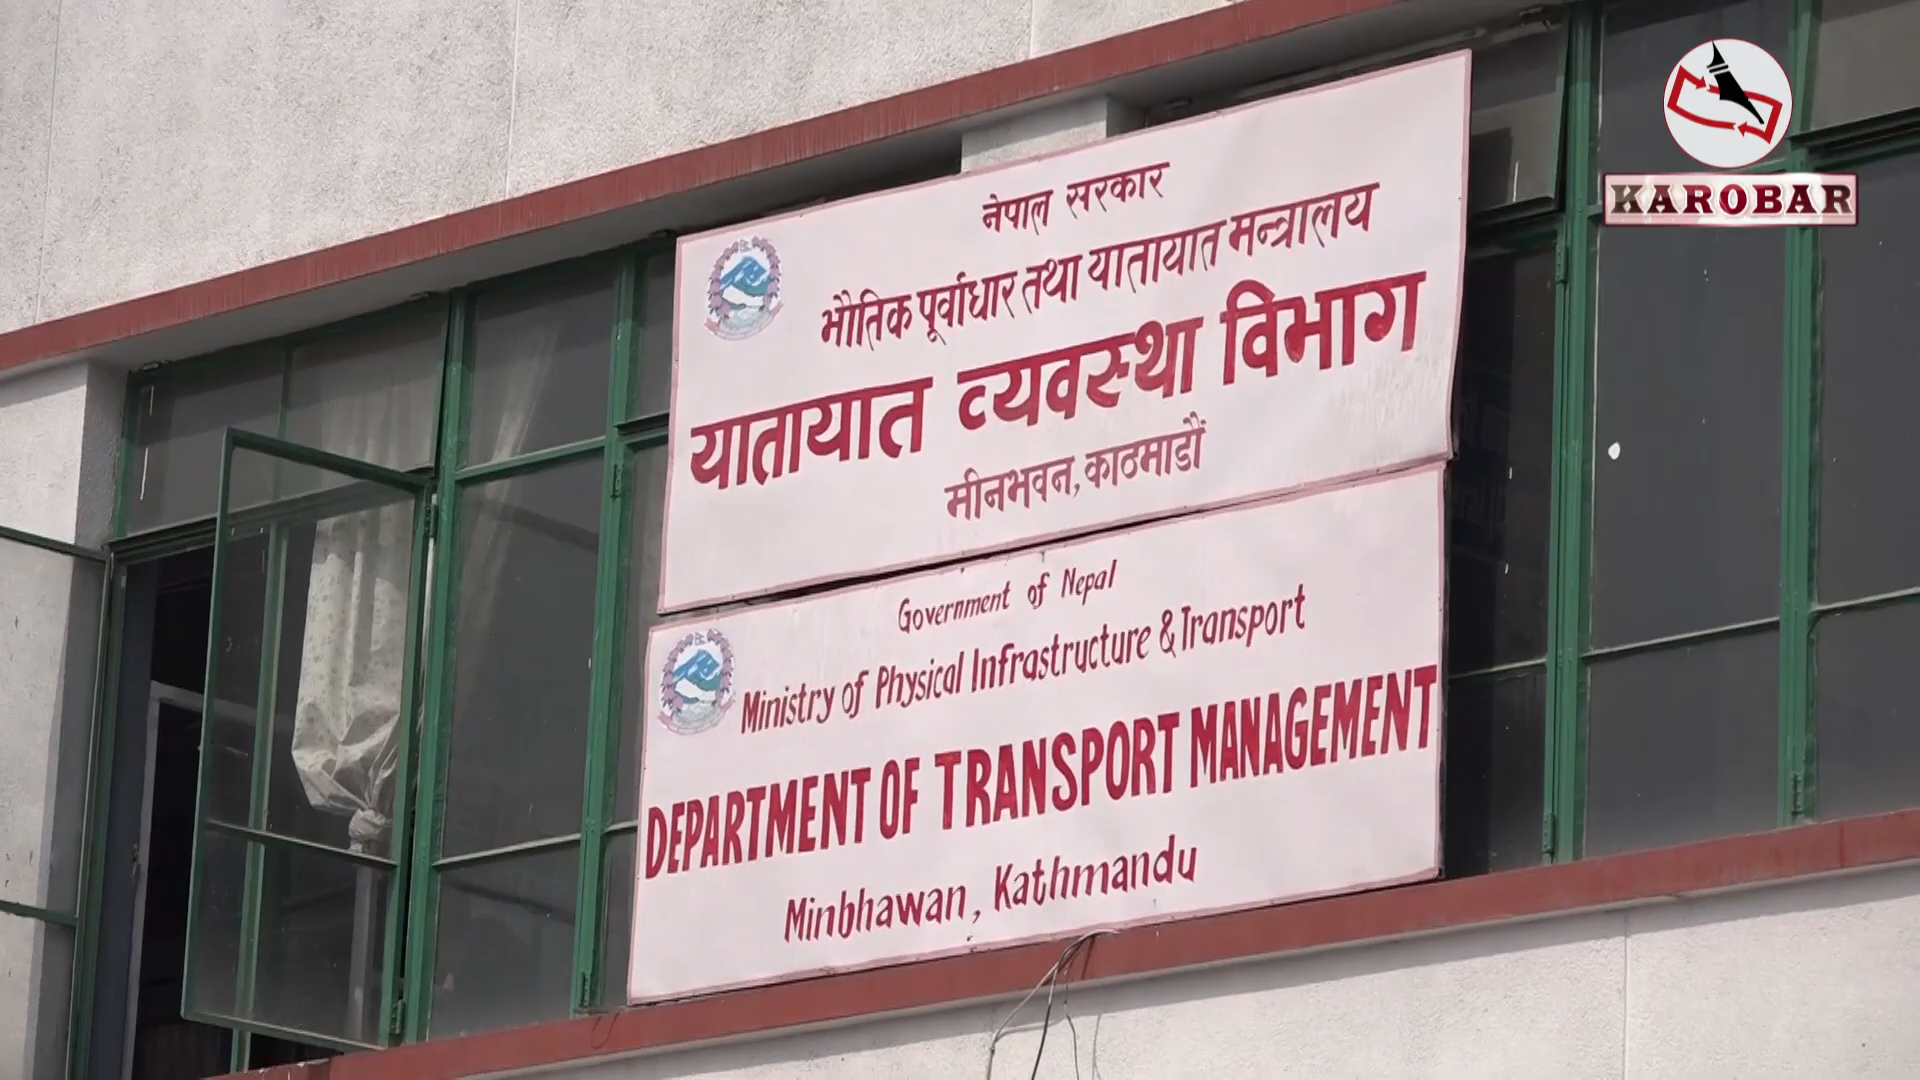 KAROBAR
नेपाल सरकार
भौतिक पूर्वाधार तथा यातायात मन्त्रालय
यातायात व्यवस्था विभाग
मीनभवन, काठमाडौं
Government of Nepal
Ministry of Physical Infrastructure & Transport
DEPARTMENT OF TRANSPORT MANAGEMENT
Minbhawan, Kathmandu